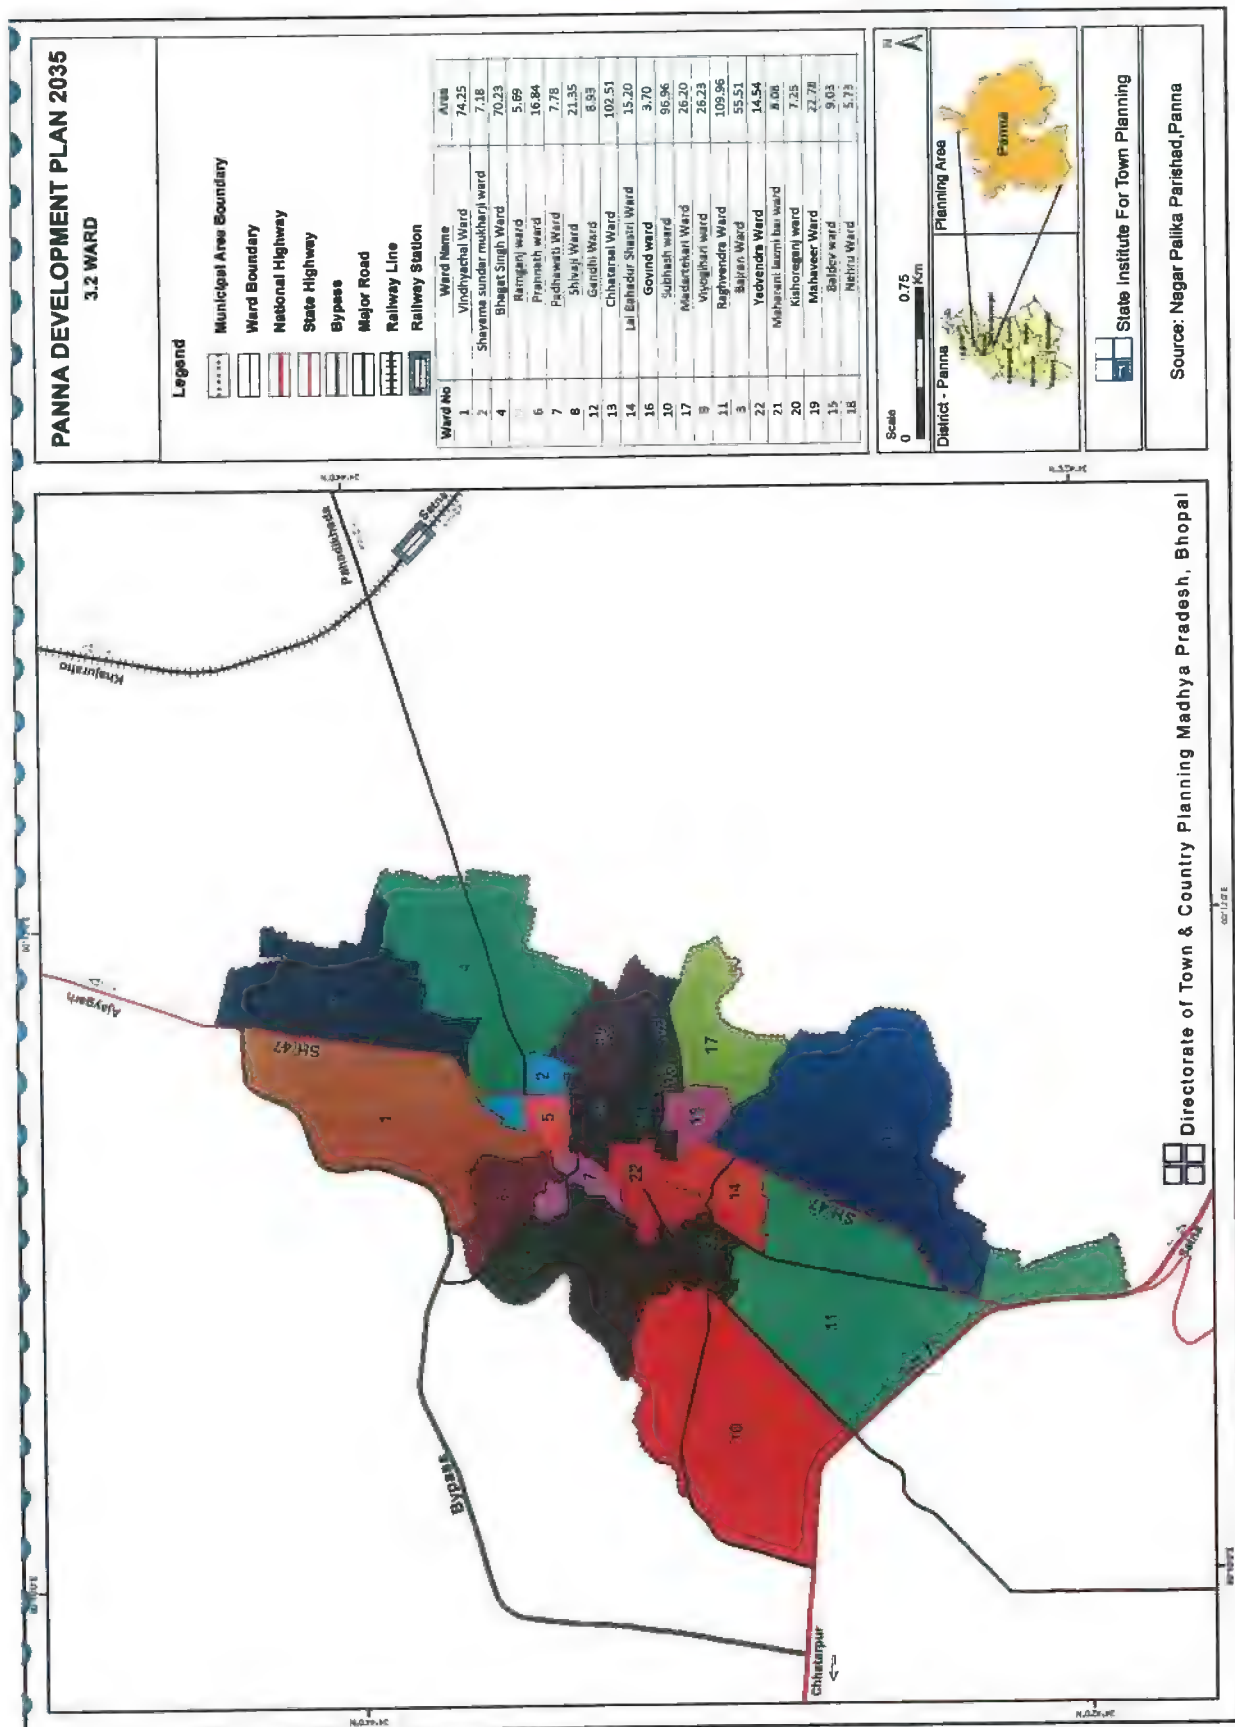 PANNA DEVELOPMENT PLAN 2035
3.2 WARD
Legend
Municipal Area Boundary
Ward Boundary
National Highway
State Highway
Bypass
Major Road
Railway Line
Railway Station
Ward No Ward Name Area
1 Vindhyachal Ward 74.25
2 Shayama sundar mukharji ward 7.18
4 Bhagat Singh Ward 70.23
Ramganj ward 5.69
6 Prannath ward 16.84
7 Padhawati Ward 7.78
8 Shivaji Ward 21.35
12 Gandhi Ward 8.93
13 Chhatarsal Ward 102.51
14 Lal Bahadur Shastri Ward 15.20
16 Govind ward 3.70
10 Subhash ward 96.96
17 Madartekari Ward 26.20
9 Viyogihari ward 26.23
11 Raghvendra Ward 109.96
3 Ward 55.51
22 Yadvendra Ward 14.54
21 Maharani laxmi bai ward 8.08
20 Kishoreganj ward 7.25
19 Mahaveer Ward 22.78
15 Baldev ward 9.03
18 Nehru Ward 5.73
Scale
0 0.75
Km
N
District - Panna
Planning Area
Panna
State Institute For Town Planning
Source: Nagar Palika Parishad,Panna
Khajuraho
Pahadikheda
Satna
Ajaygarh
SH:47
1
4
2
5
7
22
17
14
SH:47
11
10
Bypass
Chhatarpur
Satna
Directorate of Town & Country Planning Madhya Pradesh, Bhopal